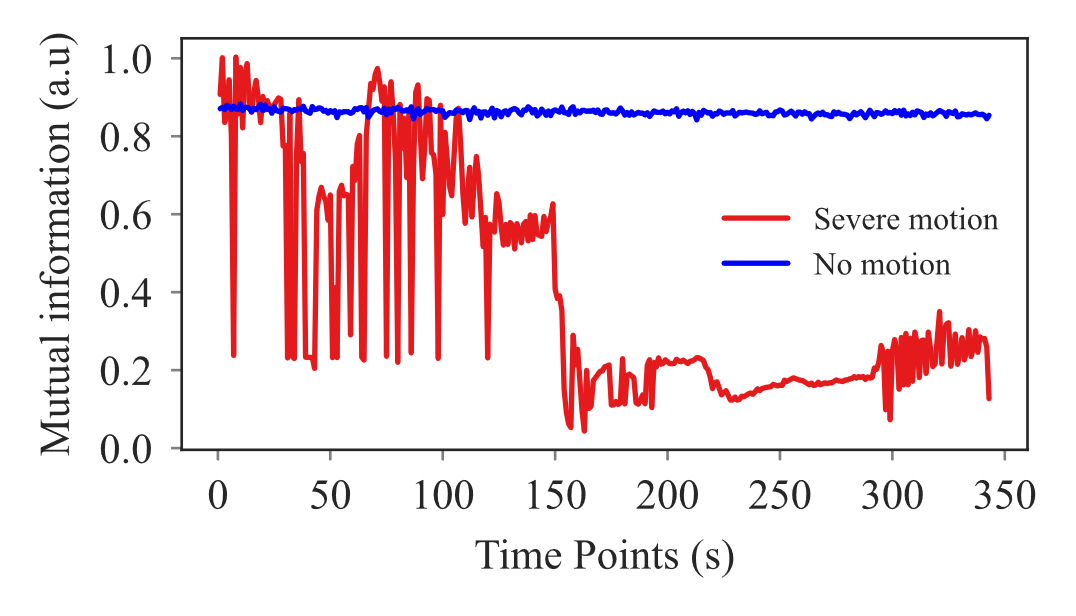 Mutual information (a.u)
1.0
0.8
0.6
0.4
0.2
0.0
Severe motion
No motion
0 50 100 150 200 250 300 350
Time Points (s)